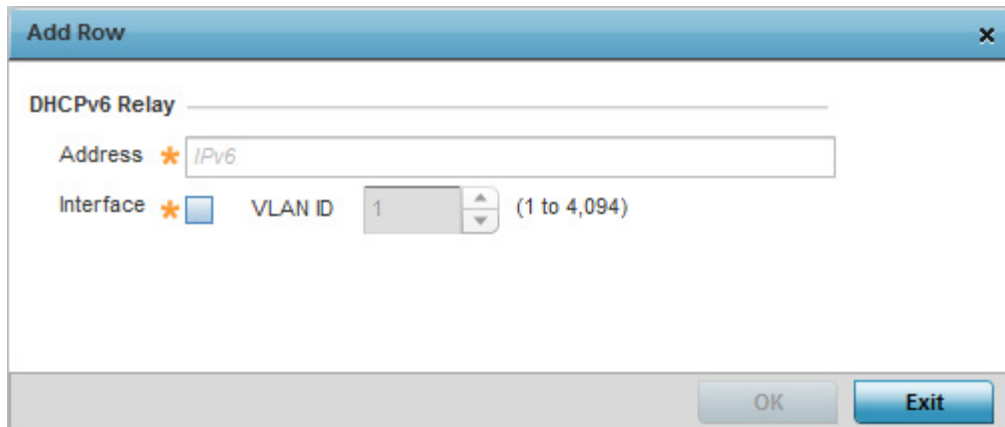 Add Row
DHCPv6 Relay
Address * IPv6
Interface * VLAN ID 1 (1 to 4,094)
OK Exit